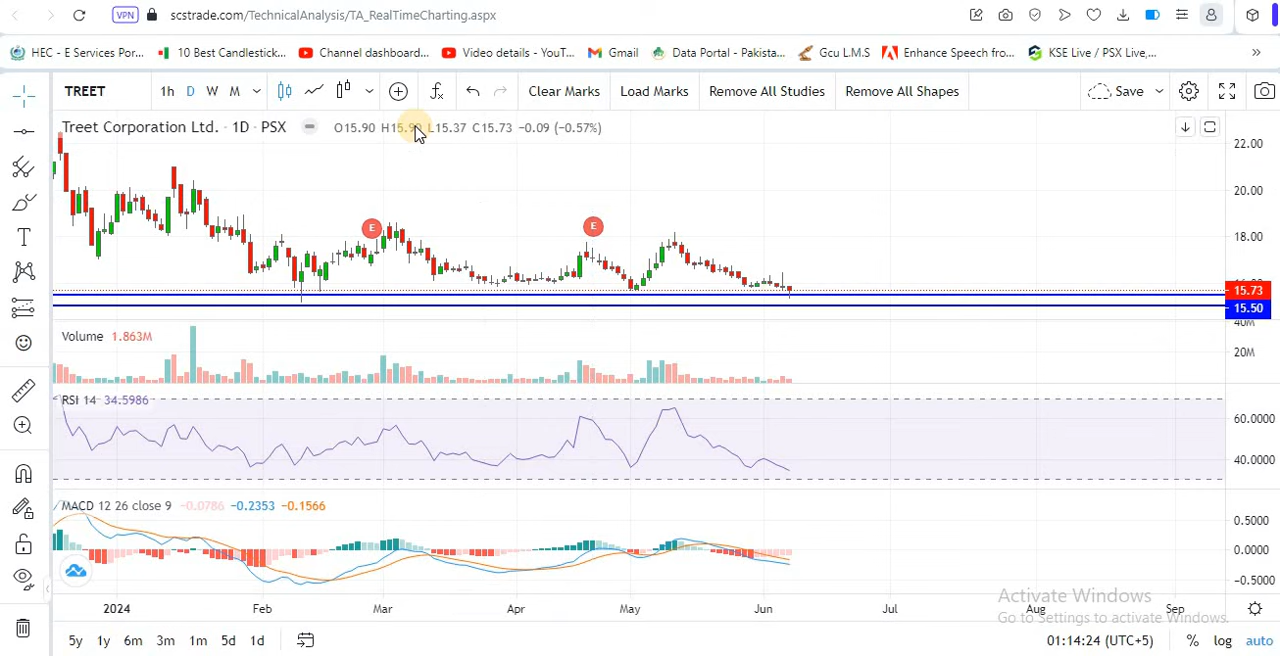 VPN scstrade.com/TechnicalAnalysis/TA_RealTimeCharting.aspx
HEC - E Services Por... 10 Best Candlestick... Channel dashboard... Video details - YouT... Gmail Data Portal - Pakista... Gcu L.M.S Enhance Speech fro... KSE Live / PSX Live,... »
TREET 1h D W M Clear Marks Load Marks Remove All Studies Remove All Shapes Save
Treet Corporation Ltd. · 1D · PSX O15.90 L15.37 C15.73 −0.09 (−0.57%)
22.00
20.00
18.00
E E
15.73
15.50
Volume 1.863M
40M
20M
RSI 14 34.5986
60.0000
40.0000
MACD 12 26 close 9 -0.0786 -0.2353 -0.1566
0.5000
0.0000
-0.5000
2024 Feb Mar Apr May Jun Jul Aug Sep
Activate Windows
Go to Settings to activate Windows.
5y 1y 6m 3m 1m 5d 1d 01:14:24 (UTC+5) % log auto